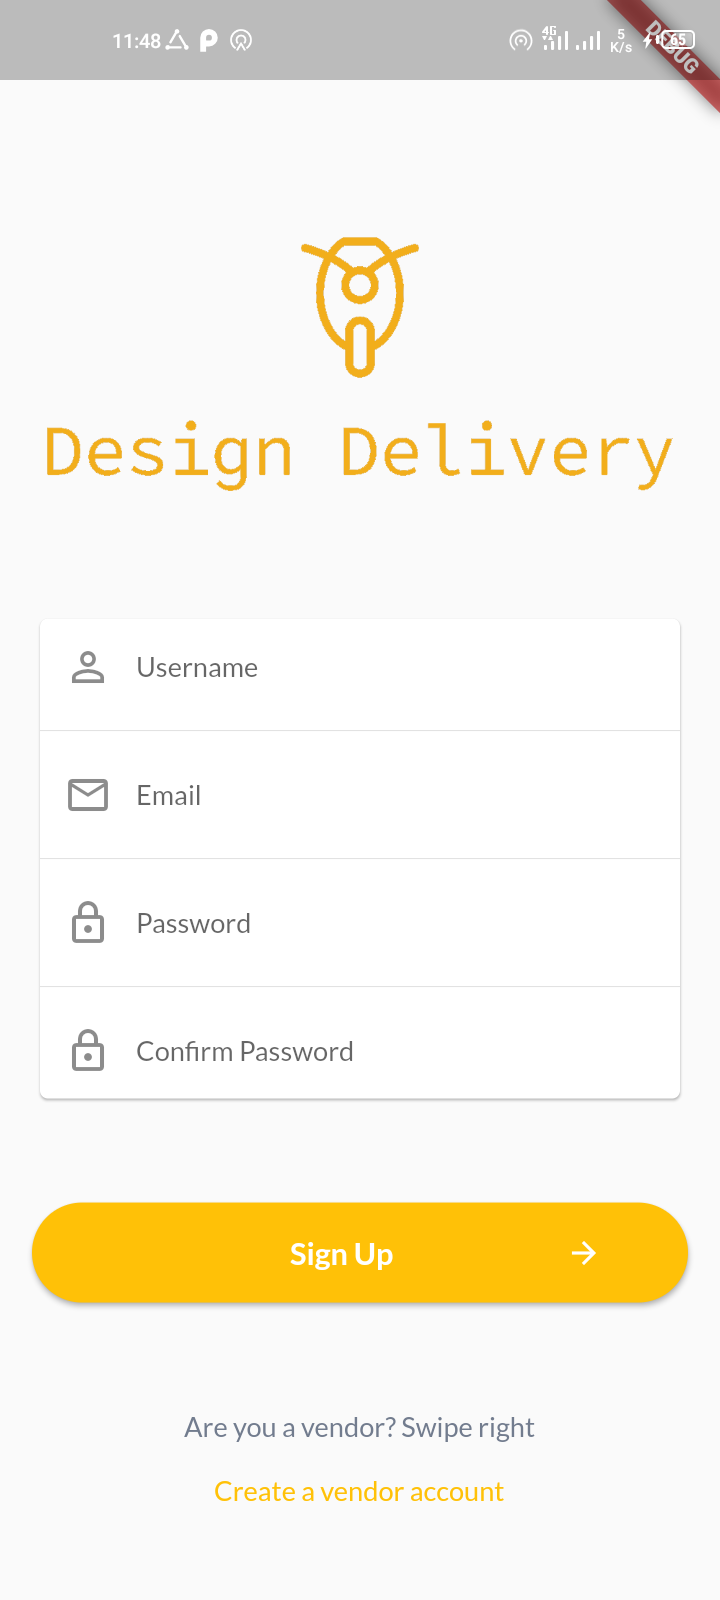 11:48
4G
5
K/s
65
DEBUG
Design Delivery
Username
Email
Password
Confirm Password
Sign Up
Are you a vendor? Swipe right
Create a vendor account